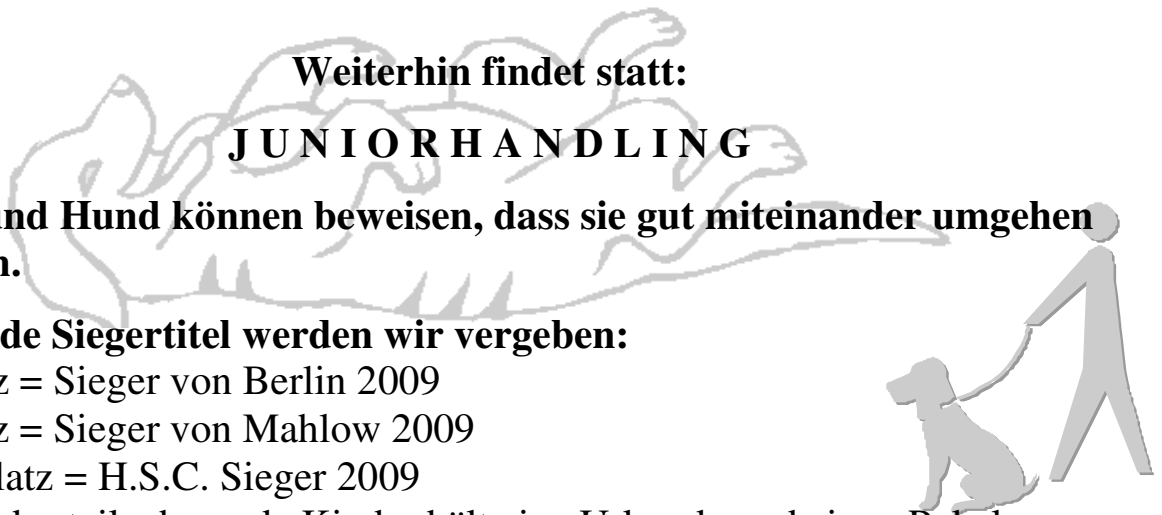 Weiterhin findet statt:
J U N I O R H A N D L I N G
und Hund können beweisen, dass sie gut miteinander umgehen
n.
de Siegertitel werden wir vergeben:
z = Sieger von Berlin 2009
z = Sieger von Mahlow 2009
latz = H.S.C. Sieger 2009